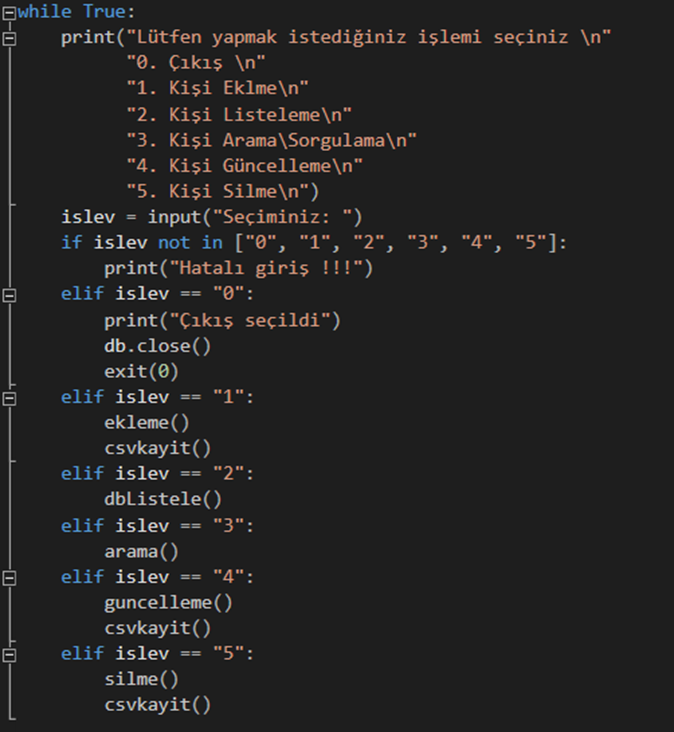 while True:
    print("Lütfen yapmak istediğiniz işlemi seçiniz \n"
          "0. Çıkış \n"
          "1. Kişi Eklme\n"
          "2. Kişi Listeleme\n"
          "3. Kişi Arama\Sorgulama\n"
          "4. Kişi Güncelleme\n"
          "5. Kişi Silme\n")
    islev = input("Seçiminiz: ")
    if islev not in ["0", "1", "2", "3", "4", "5"]:
        print("Hatalı giriş !!!")
    elif islev == "0":
        print("Çıkış seçildi")
        db.close()
        exit(0)
    elif islev == "1":
        ekleme()
        csvkayit()
    elif islev == "2":
        dbListele()
    elif islev == "3":
        arama()
    elif islev == "4":
        guncelleme()
        csvkayit()
    elif islev == "5":
        silme()
        csvkayit()